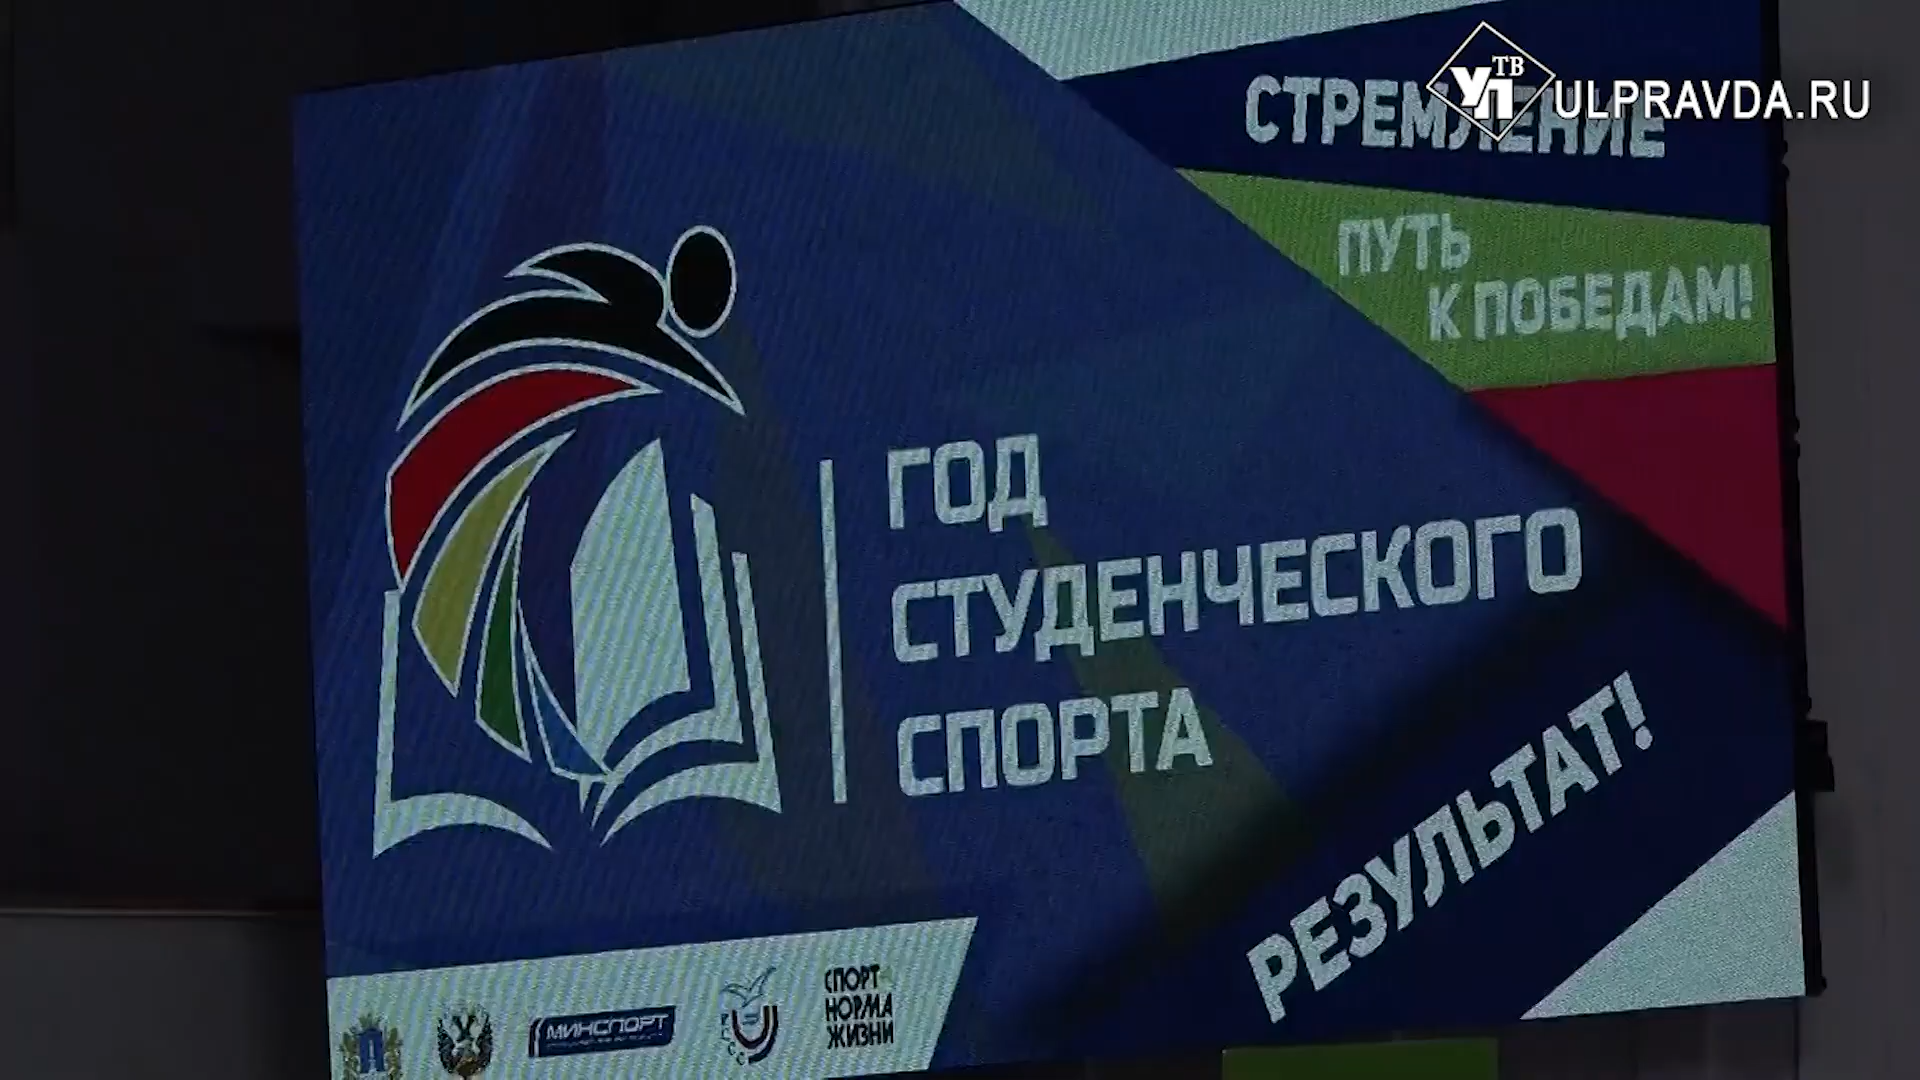 УП ТВ ULPRAVDA.RU
СТРЕМЛЕНИЕ
ПУТЬ
К ПОБЕДАМ!
ГОД
СТУДЕНЧЕСКОГО
СПОРТА
РЕЗУЛЬТАТ!
МИНСПОРТ
СПОРТ
НОРМА
ЖИЗНИ